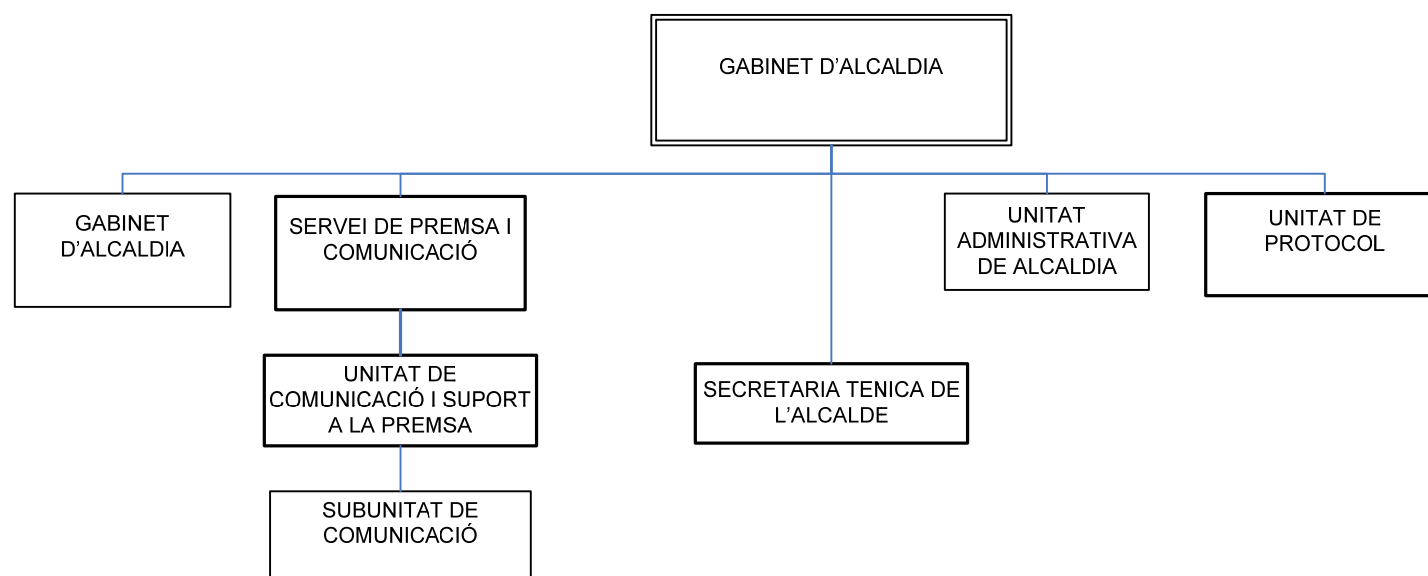 GABINET D’ALCALDIA
GABINET
D’ALCALDIA
SERVEI DE PREMSA I
COMUNICACIÓ
UNITAT
ADMINISTRATIVA
DE ALCALDIA
UNITAT DE
PROTOCOL
UNITAT DE
COMUNICACIÓ I SUPORT
A LA PREMSA
SECRETARIA TENICA DE
L’ALCALDE
SUBUNITAT DE
COMUNICACIÓ